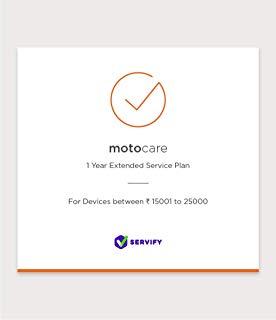 motocare
1 Year Extended Service Plan
For Devices between ₹ 15001 to 25000
SERVIFY